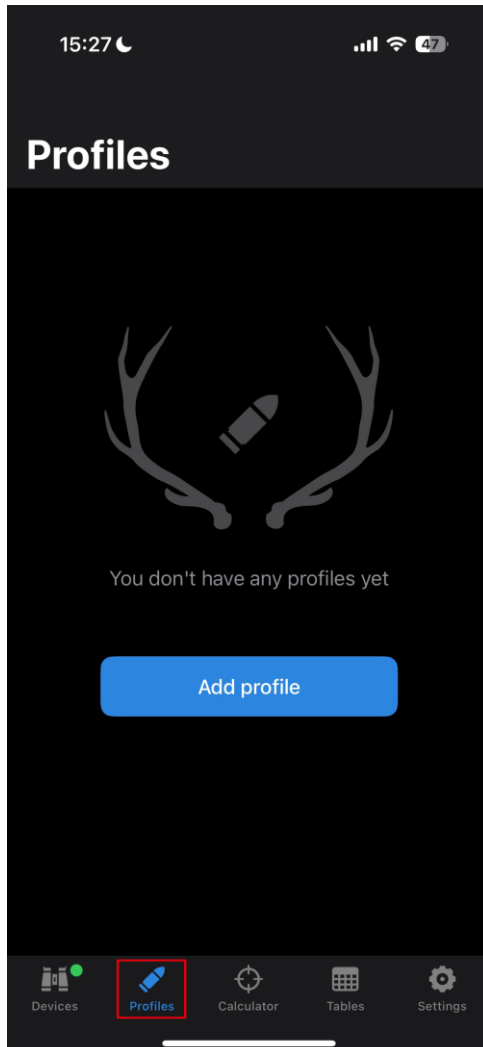 15:27
47
Profiles
You don't have any profiles yet
Add profile
Devices
Profiles
Calculator
Tables
Settings